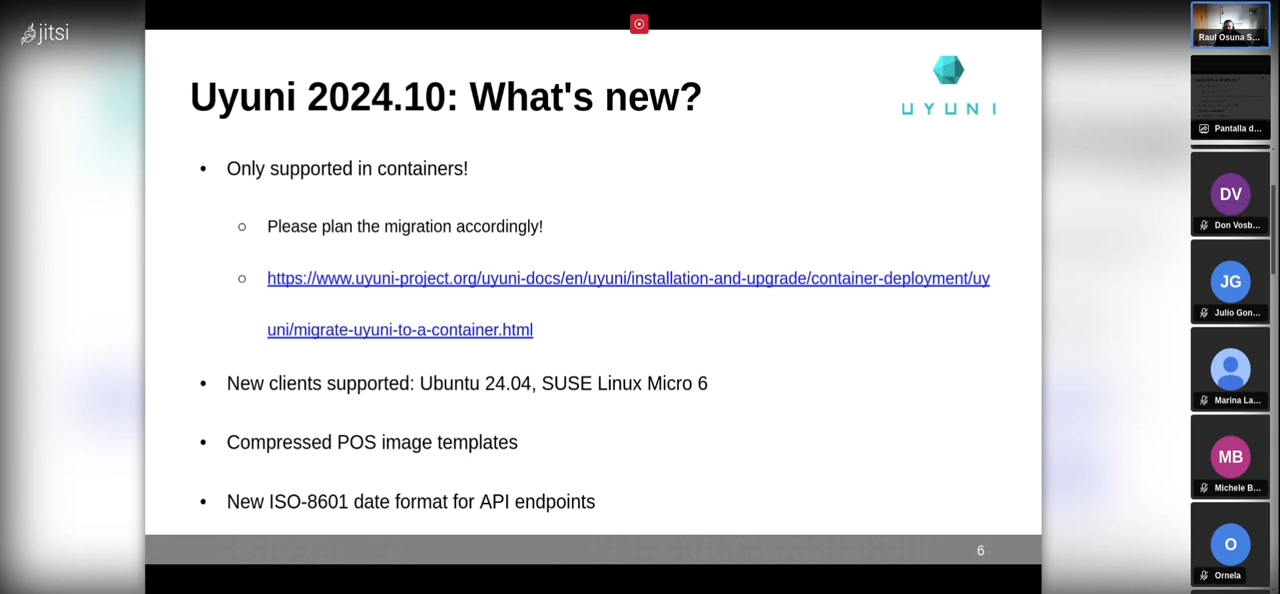 jitsi
Uyuni 2024.10: What's new?
UYUNI
• Only supported in containers!
○ Please plan the migration accordingly!
○ https://www.uyuni-project.org/uyuni-docs/en/uyuni/installation-and-upgrade/container-deployment/uy
uni/migrate-uyuni-to-a-container.html
• New clients supported: Ubuntu 24.04, SUSE Linux Micro 6
• Compressed POS image templates
• New ISO-8601 date format for API endpoints
6
Raul Osuna S...
Pantalla d...
DV
Don Vosb...
JG
Julio Gon...
Marina La...
MB
Michele B...
O
Ornela